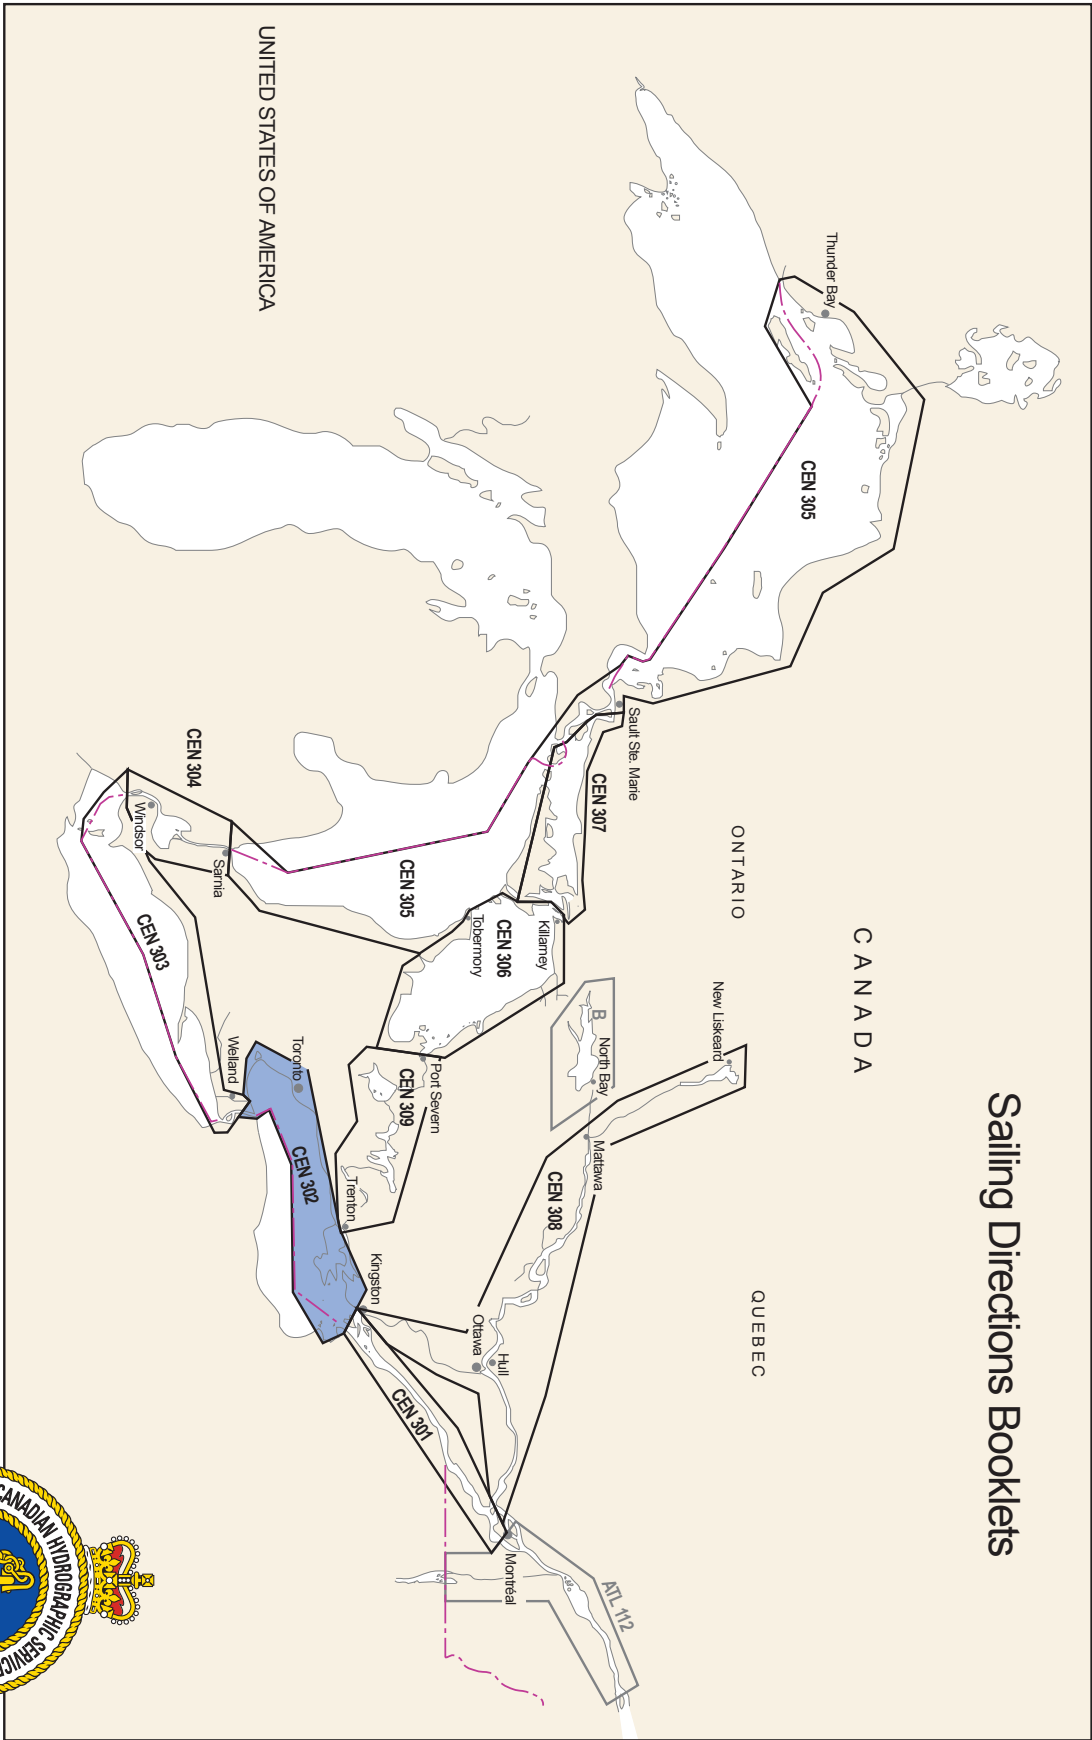 Sailing Directions Booklets
CANADA
ONTARIO
QUEBEC
UNITED STATES OF AMERICA
Thunder Bay
CEN 305
Sault Ste. Marie
CEN 307
New Liskeard
North Bay
B
Mattawa
CEN 308
Killarney
CEN 306
Tobermory
CEN 305
Port Severn
CEN 309
Trenton
Kingston
Ottawa
Hull
CEN 301
Montréal
ATL 112
Toronto
CEN 302
Welland
CEN 303
Sarnia
Windsor
CEN 304
CANADIAN HYDROGRAPHIC SERVICE